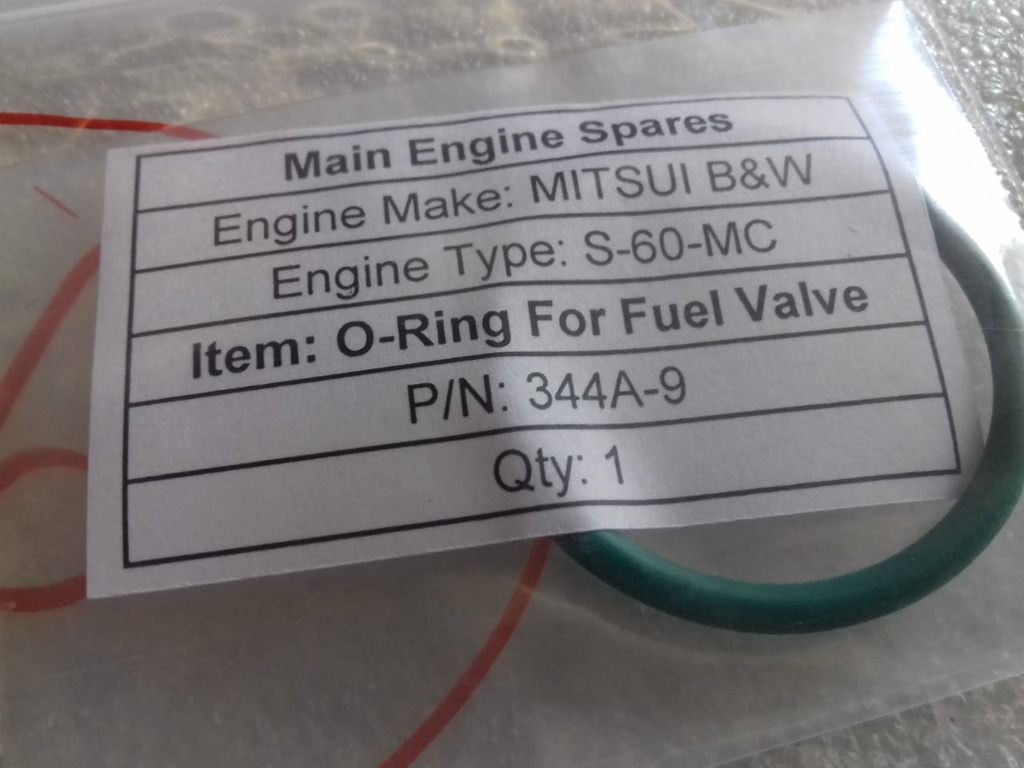 Main Engine Spares
Engine Make: MITSUI B&W
Engine Type: S-60-MC
Item: O-Ring For Fuel Valve
P/N: 344A-9
Qty: 1